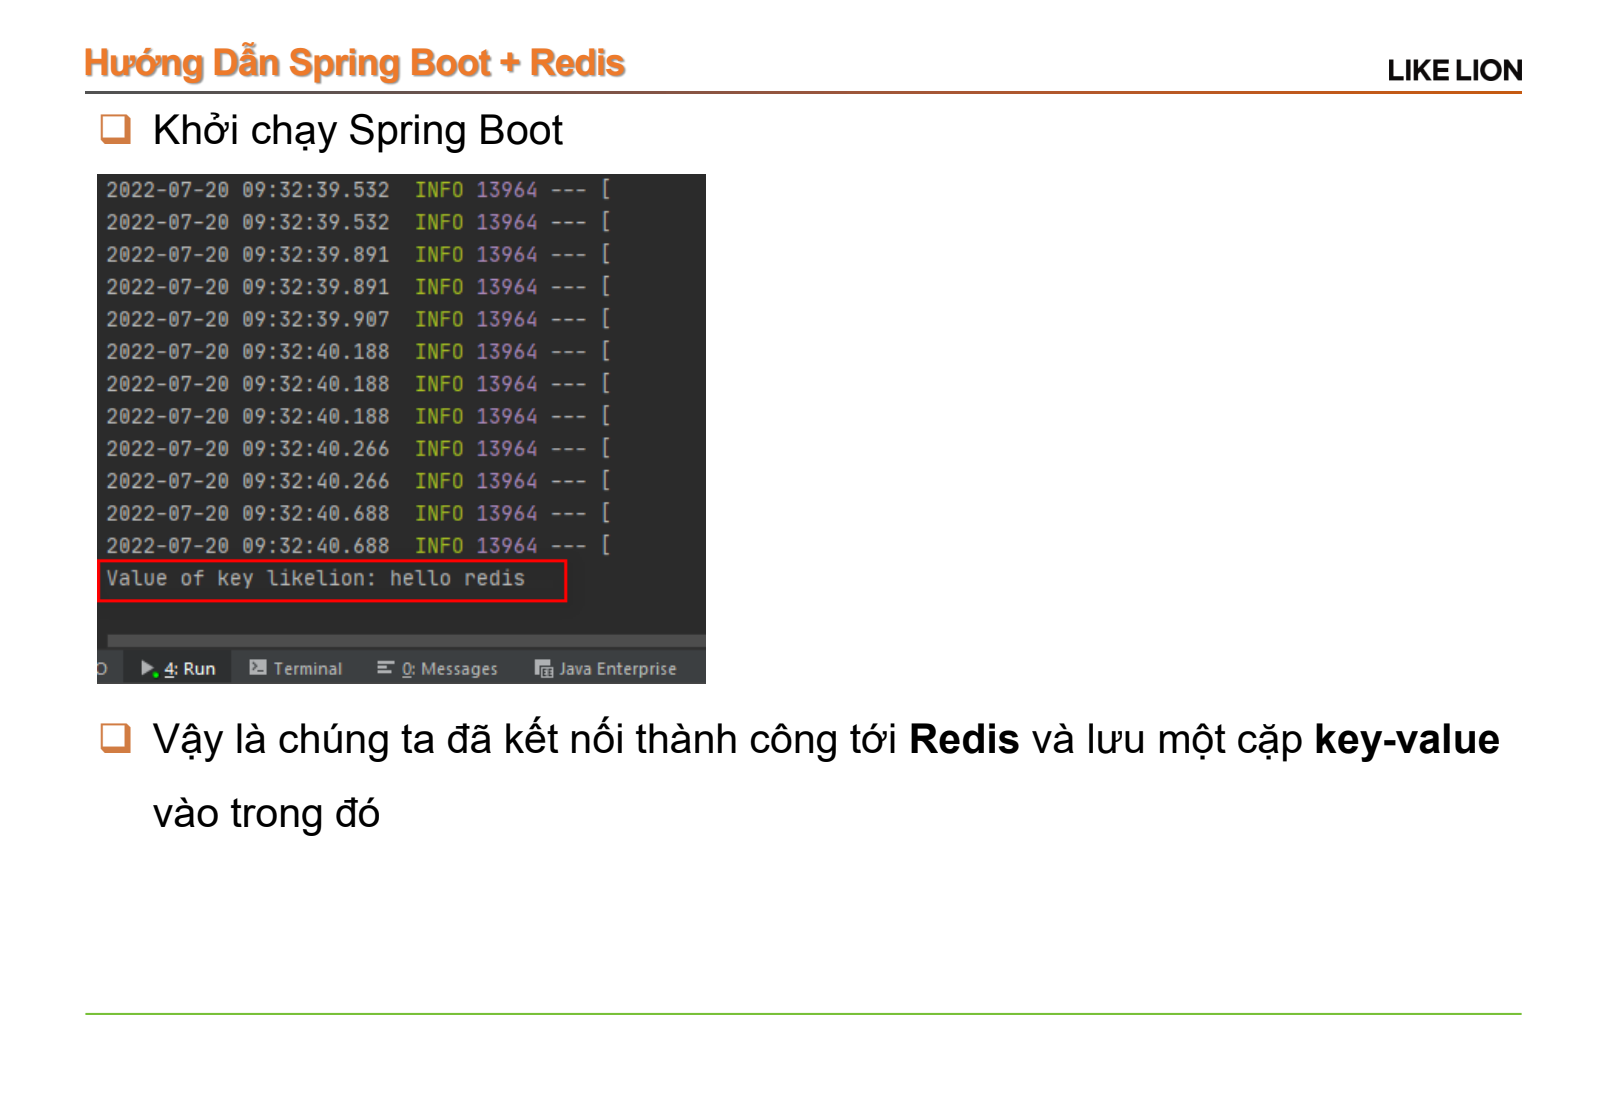 Hướng Dẫn Spring Boot + Redis
LIKE LION
Khởi chạy Spring Boot
2022-07-20 09:32:39.532 INFO 13964 --- [
2022-07-20 09:32:39.532 INFO 13964 --- [
2022-07-20 09:32:39.891 INFO 13964 --- [
2022-07-20 09:32:39.891 INFO 13964 --- [
2022-07-20 09:32:39.907 INFO 13964 --- [
2022-07-20 09:32:40.188 INFO 13964 --- [
2022-07-20 09:32:40.188 INFO 13964 --- [
2022-07-20 09:32:40.188 INFO 13964 --- [
2022-07-20 09:32:40.266 INFO 13964 --- [
2022-07-20 09:32:40.266 INFO 13964 --- [
2022-07-20 09:32:40.688 INFO 13964 --- [
2022-07-20 09:32:40.688 INFO 13964 --- [
Value of key likelion: hello redis
O 4: Run Terminal 0: Messages Java Enterprise
Vậy là chúng ta đã kết nối thành công tới Redis và lưu một cặp key-value
vào trong đó